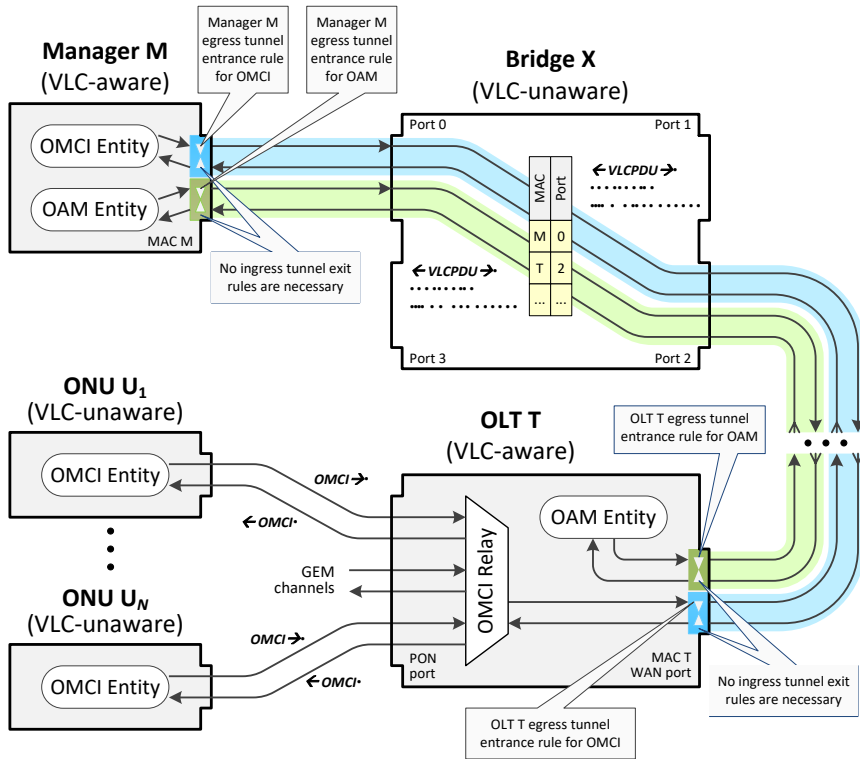 Manager M
(VLC-aware)
Manager M
egress tunnel
entrance rule
for OMCI
Manager M
egress tunnel
entrance rule
for OAM
Bridge X
(VLC-unaware)
OMCI Entity
OAM Entity
MAC M
No ingress tunnel exit
rules are necessary
Port 0
Port 1
MAC
Port
M 0
T 2
... ...
VLCPDU
VLCPDU
Port 3
Port 2
ONU U1
(VLC-unaware)
OMCI Entity
OMCI
OMCI
OLT T
(VLC-aware)
OLT T egress tunnel
entrance rule for OAM
OAM Entity
OMCI Relay
GEM
channels
ONU UN
(VLC-unaware)
OMCI Entity
OMCI
OMCI
PON
port
MAC T
WAN port
No ingress tunnel exit
rules are necessary
OLT T egress tunnel
entrance rule for OMCI